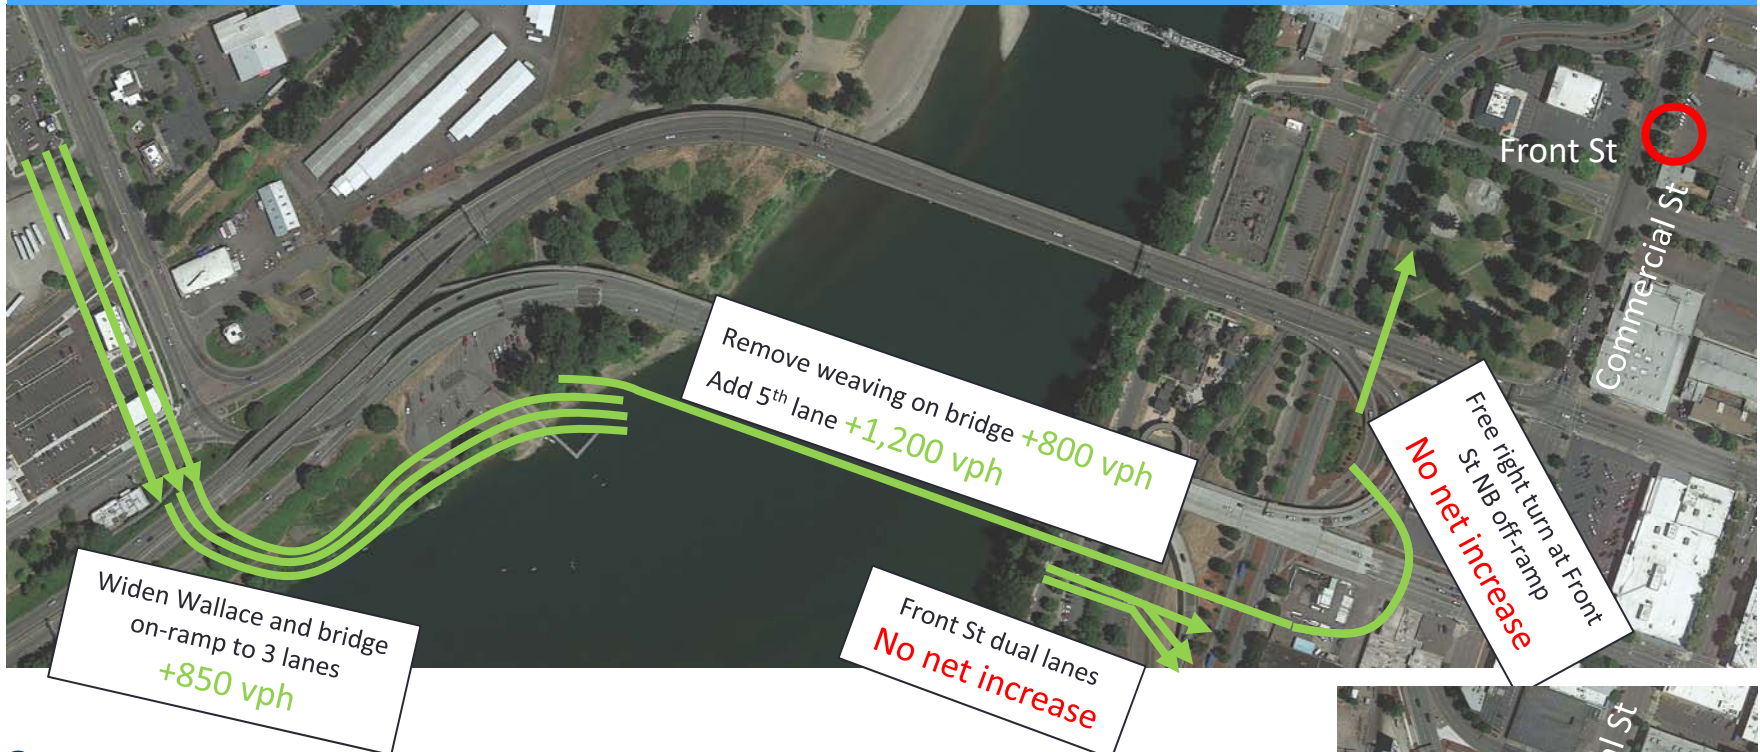 Front St
Commercial St
Remove weaving on bridge +800 vph
Add 5th lane +1,200 vph
Free right turn at Front
St NB off-ramp
No net increase
Widen Wallace and bridge
on-ramp to 3 lanes
+850 vph
Front St dual lanes
No net increase
al St